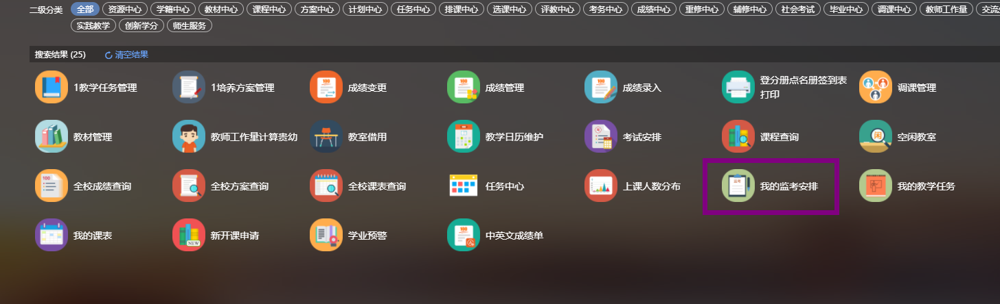 二级分类 全部 资源中心 学籍中心 教材中心 课程中心 方案中心 计划中心 任务中心 排课中心 选课中心 评教中心 考务中心 成绩中心 重修中心 辅修中心 社会考试 毕业中心 调课中心 教师工作量 交流
实践教学 创新学分 师生服务
搜索结果 (25) 清空结果
1教学任务管理 1培养方案管理 成绩变更 成绩管理 成绩录入 登分册点名册签到表 调课管理
打印
教材管理 教师工作量计算贵幼 教室借用 教学日历维护 考试安排 课程查询 空闲教室
全校成绩查询 全校方案查询 全校课表查询 任务中心 上课人数分布 我的监考安排 我的教学任务
我的课表 新开课申请 学业预警 中英文成绩单